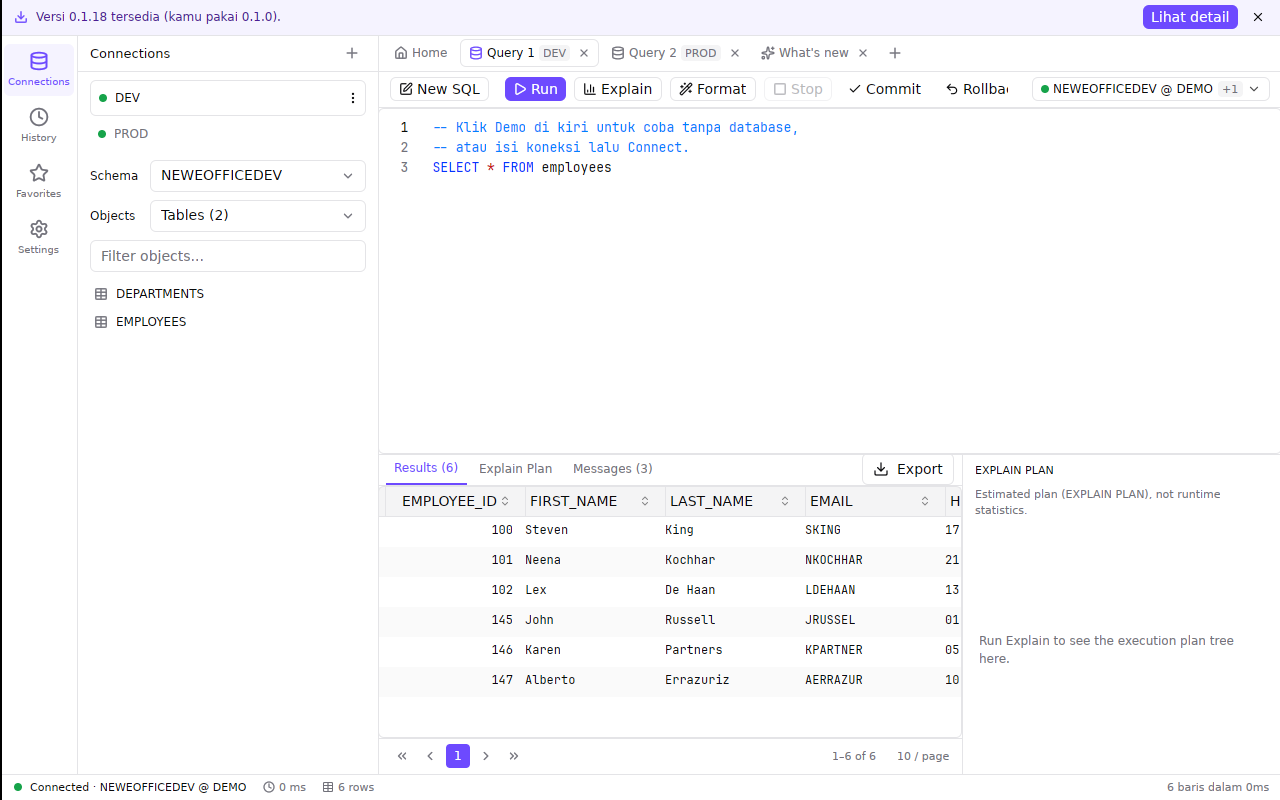 Versi 0.1.18 tersedia (kamu pakai 0.1.0).
Lihat detail
Connections
History
Favorites
Settings
Connections
DEV
PROD
Schema
NEWEOFFICEDEV
Objects
Tables (2)
Filter objects...
DEPARTMENTS
EMPLOYEES
Home
Query 1 DEV
Query 2 PROD
What's new
New SQL
Run
Explain
Format
Stop
Commit
Rollba
NEWEOFFICEDEV @ DEMO +1
1 -- Klik Demo di kiri untuk coba tanpa database,
2 -- atau isi koneksi lalu Connect.
3 SELECT * FROM employees
Results (6)
Explain Plan
Messages (3)
Export
EMPLOYEE_ID FIRST_NAME LAST_NAME EMAIL H
100 Steven King SKING 17
101 Neena Kochhar NKOCHHAR 21
102 Lex De Haan LDEHAAN 13
145 John Russell JRUSSEL 01
146 Karen Partners KPARTNER 05
147 Alberto Errazuriz AERRAZUR 10
1
1–6 of 6
10 / page
EXPLAIN PLAN
Estimated plan (EXPLAIN PLAN), not runtime
statistics.
Run Explain to see the execution plan tree
here.
Connected · NEWEOFFICEDEV @ DEMO
0 ms
6 rows
6 baris dalam 0ms